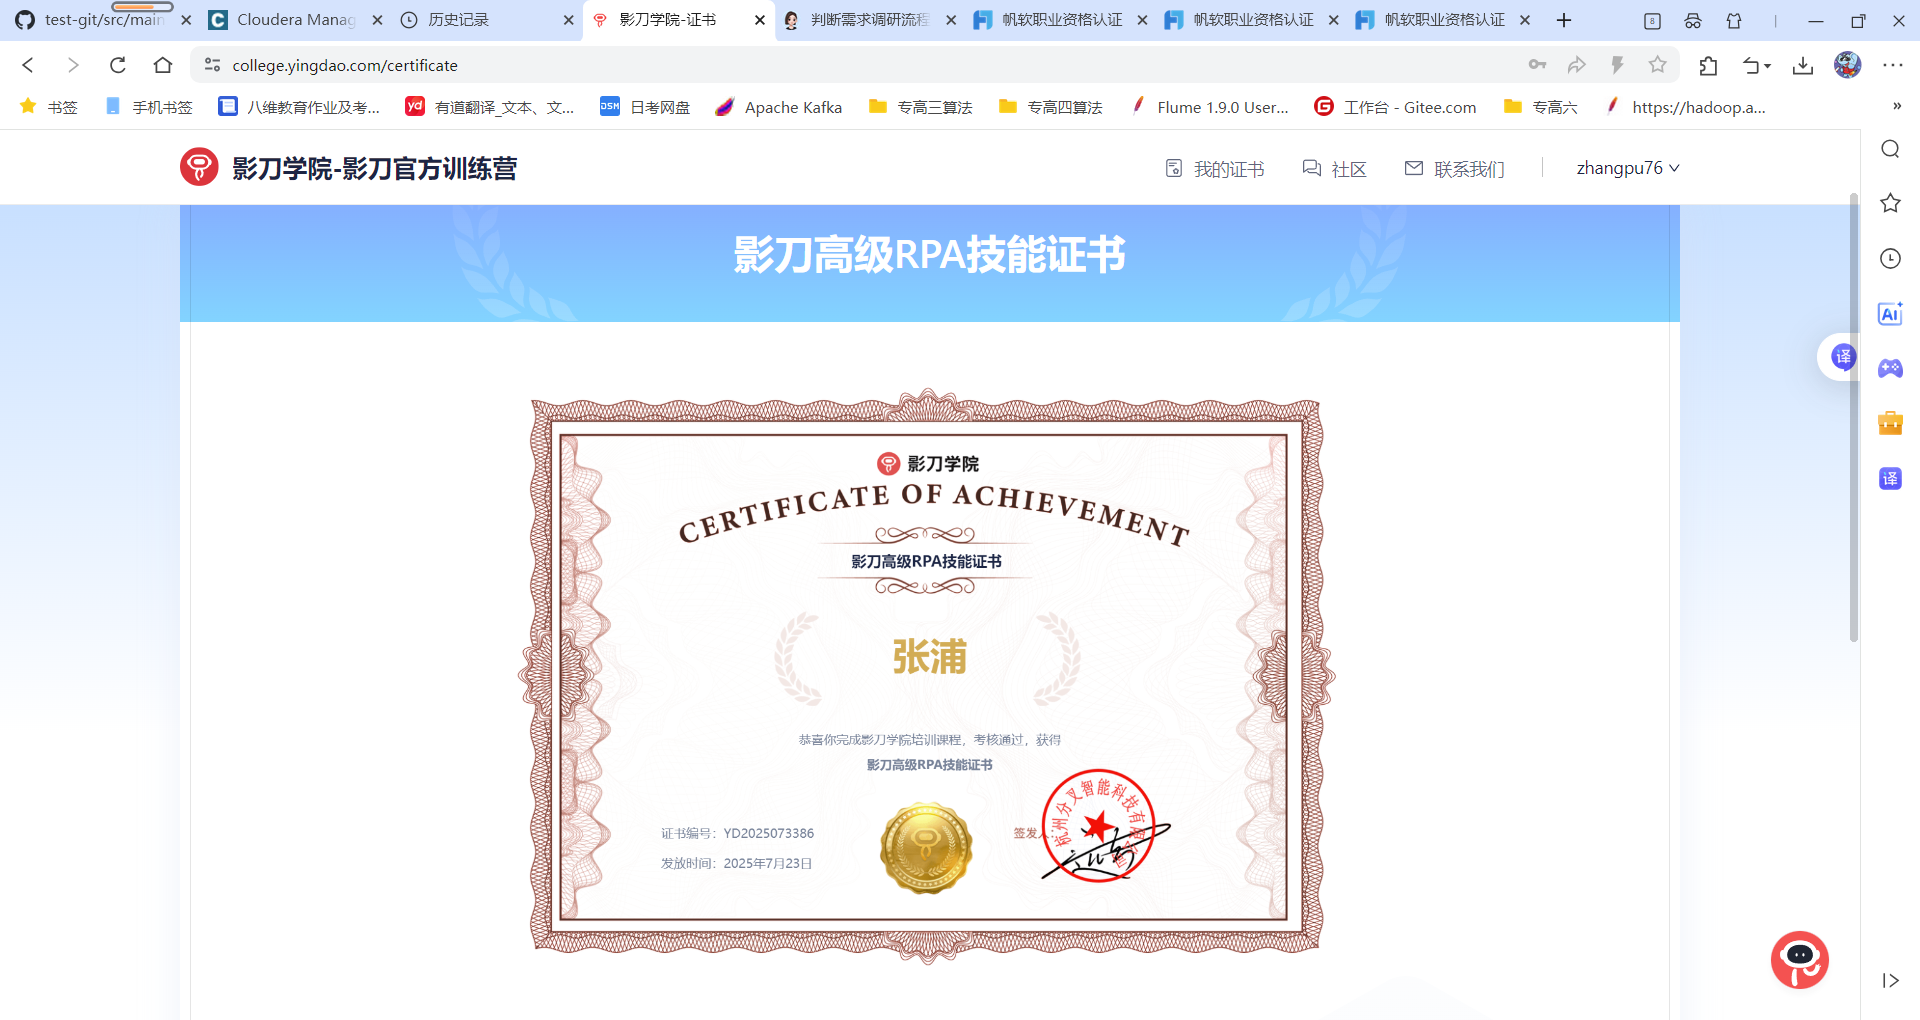 test-git/src/main
Cloudera Manag
历史记录
影刀学院-证书
判断需求调研流程
帆软职业资格认证
帆软职业资格认证
帆软职业资格认证
8
college.yingdao.com/certificate
书签
手机书签
八维教育作业及考...
yd
有道翻译_文本、文...
DSM
日考网盘
Apache Kafka
专高三算法
专高四算法
Flume 1.9.0 User...
工作台 - Gitee.com
专高六
https://hadoop.a...
»
影刀学院-影刀官方训练营
我的证书
社区
联系我们
zhangpu76
影刀高级RPA技能证书
Ai
译
译
影刀学院
CERTIFICATE OF ACHIEVEMENT
影刀高级RPA技能证书
张浦
恭喜你完成影刀学院培训课程，考核通过，获得
影刀高级RPA技能证书
证书编号：YD2025073386
发放时间：2025年7月23日
签发人：
杭州分叉智能科技有限公司